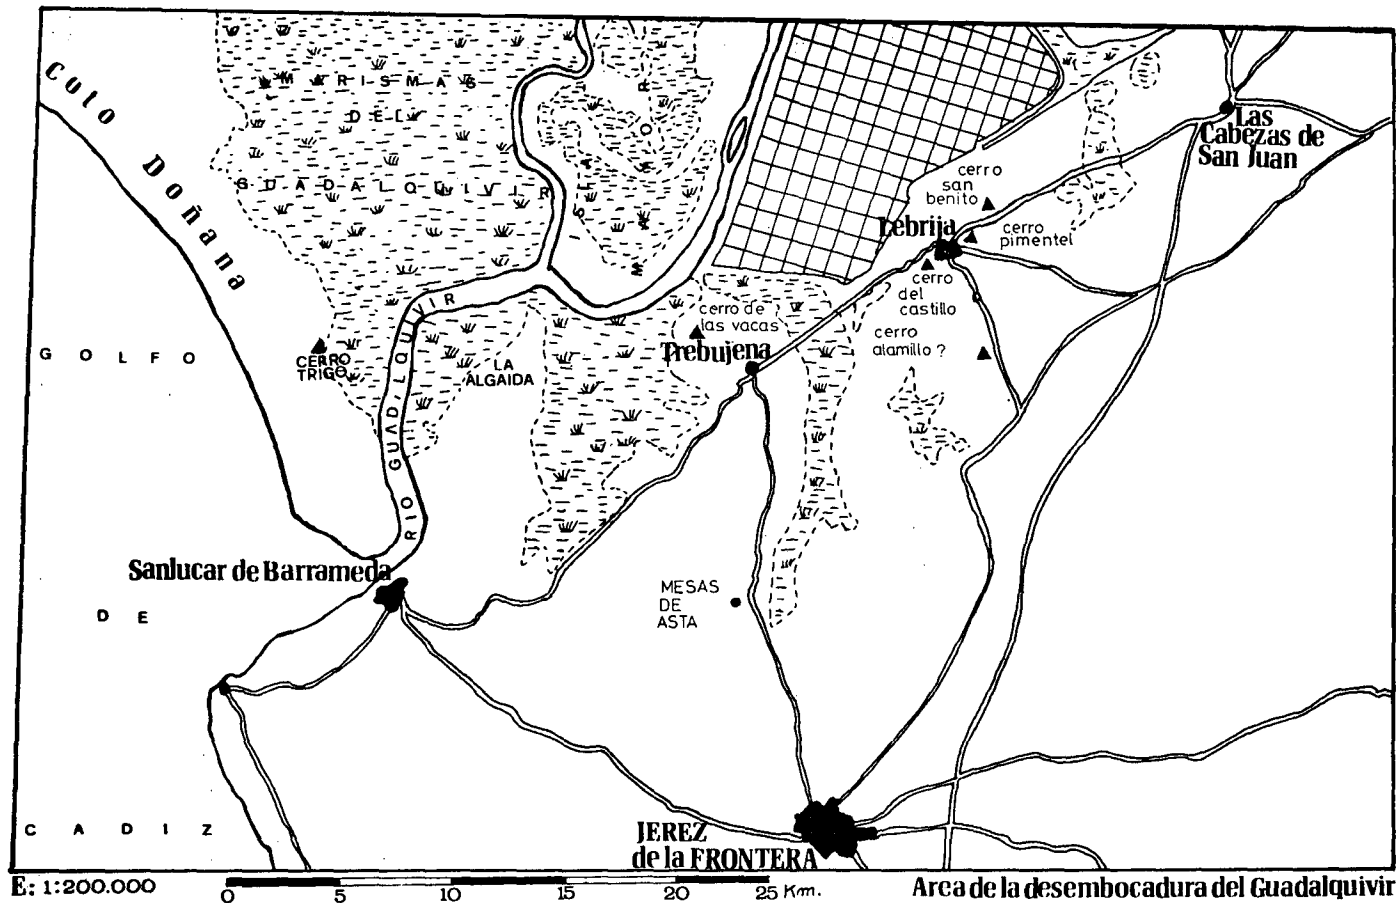 Coto Doñana
MARISMAS
DEL
GUADALQUIVIR
MARISMAS
Las
Cabezas de
San Juan
cerro
san
benito
Lebrija
cerro
pimentel
cerro
del
castillo
cerro de
las vacas
cerro
alamillo ?
Trebujena
GOLFO
CERRO
TRIGO
LA
ALGAIDA
RIO GUADILQUIVIR
Sanlucar de Barrameda
MESAS
DE
ASTA
DE
CADIZ
JEREZ
de la FRONTERA
E: 1:200.000
0 5 10 15 20 25 Km.
Area de la desembocadura del Guadalquivir